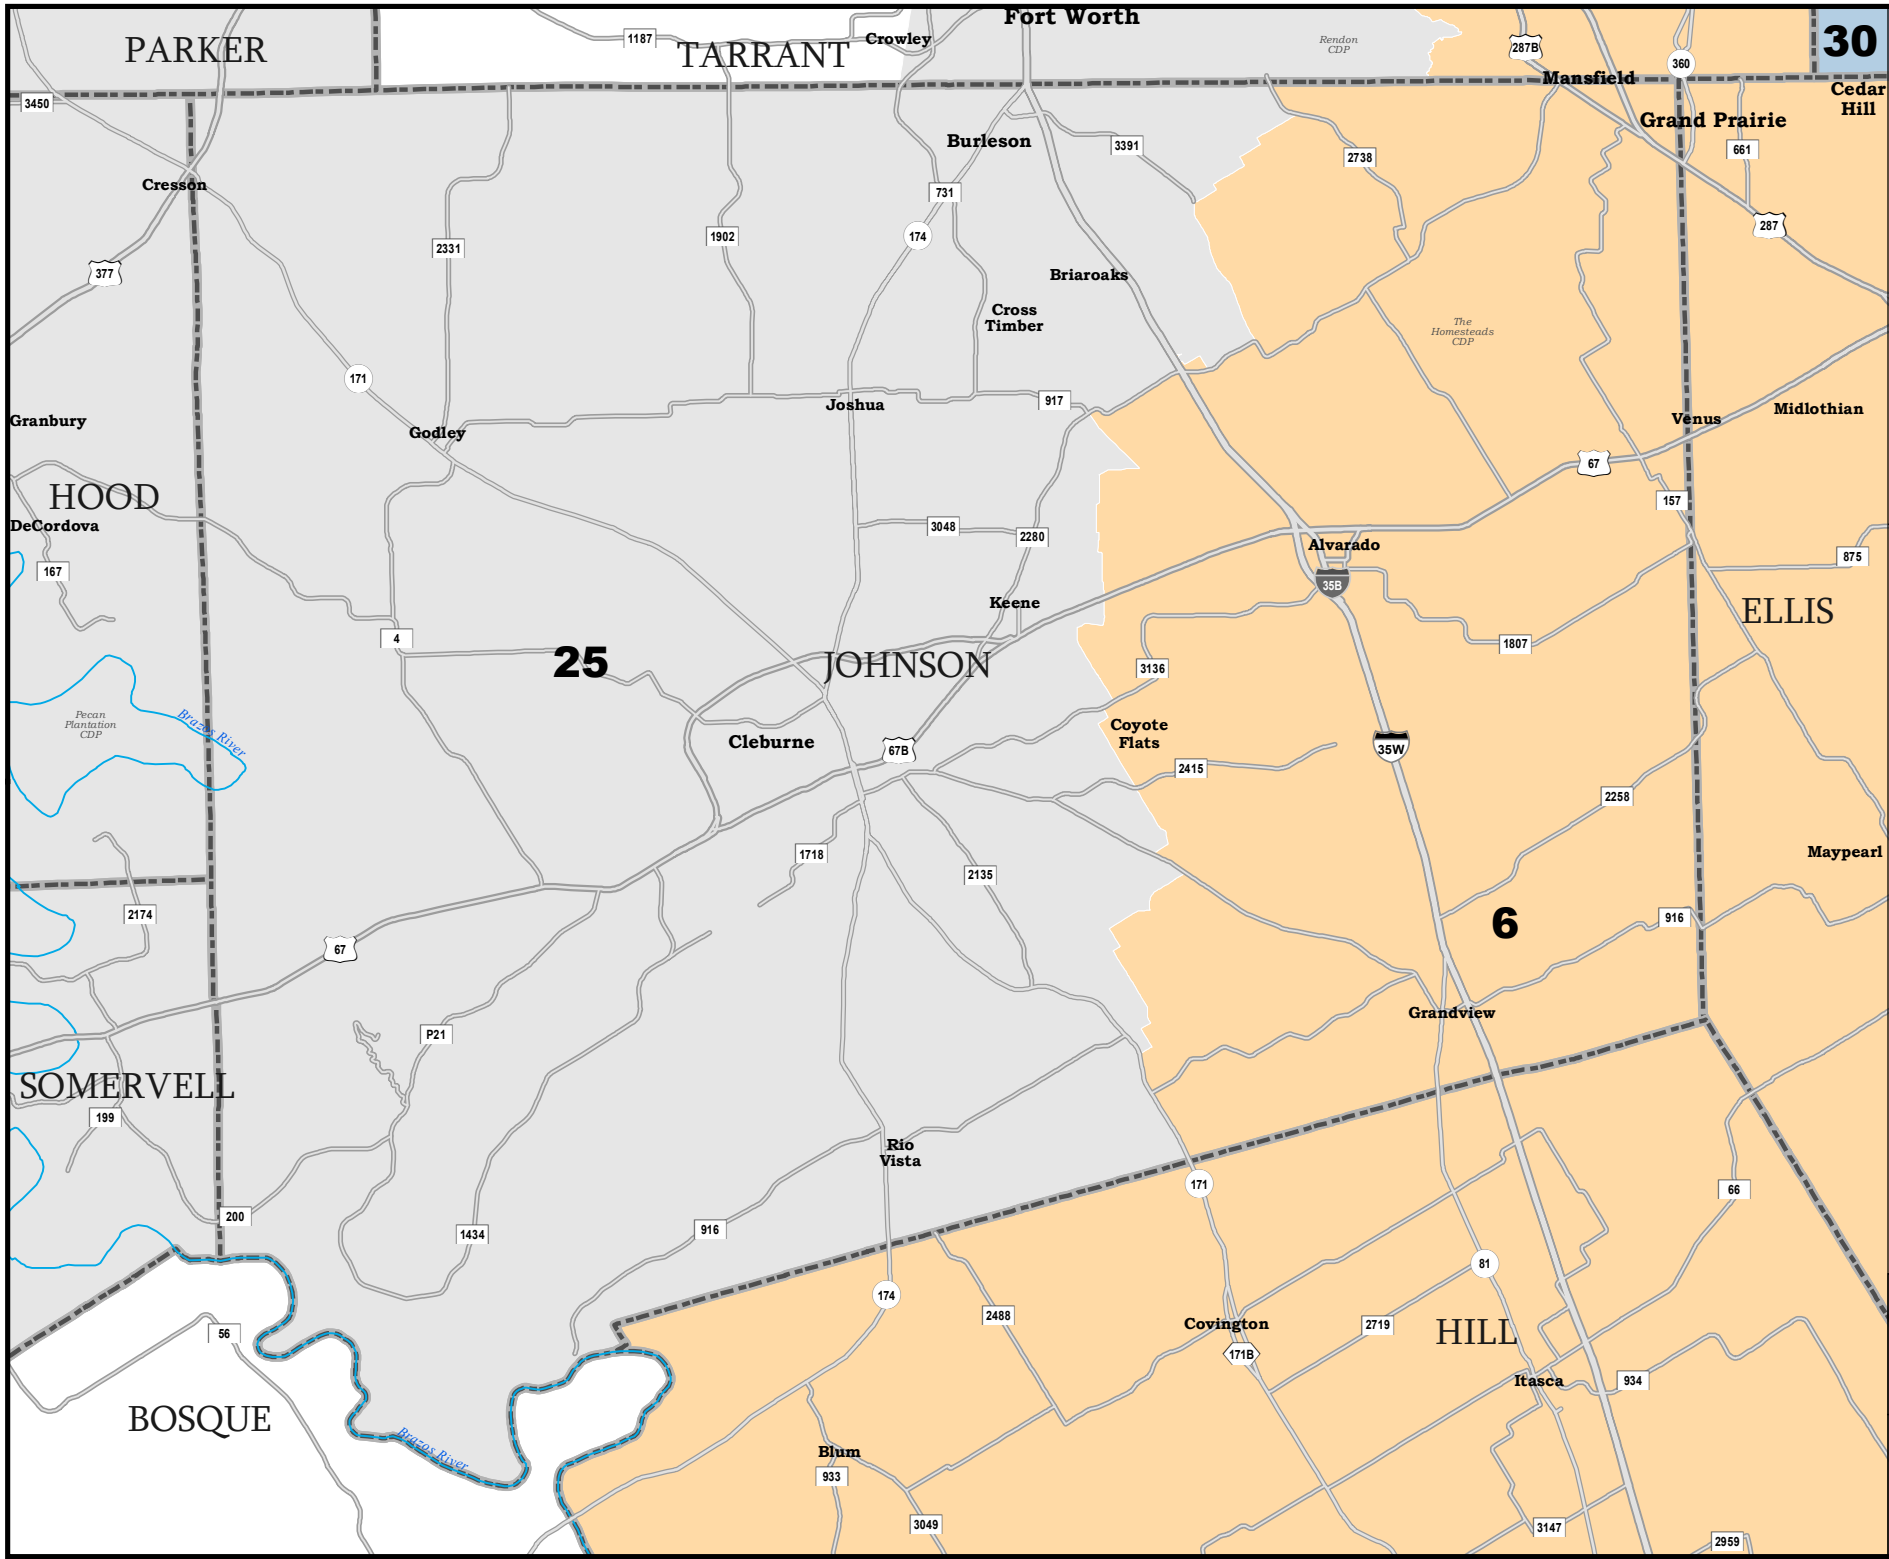 Fort Worth
PARKER
1187
TARRANT
Crowley
Rendon
CDP
287B
360
30
Mansfield
3450
Cedar
Hill
Burleson
3391
Grand Prairie
2738
661
Cresson
731
174
1902
2331
287
377
Briaroaks
Cross
Timber
The
Homesteads
CDP
171
917
Joshua
Granbury
Godley
Venus
Midlothian
67
HOOD
157
DeCordova
3048
2280
Alvarado
875
167
35B
Keene
ELLIS
4
1807
25
JOHNSON
3136
Pecan
Plantation
CDP
Brazos River
Coyote
Flats
Cleburne
67B
35W
2415
2258
1718
Maypearl
2135
2174
916
6
67
Grandview
P21
SOMERVELL
199
Rio
Vista
171
66
200
916
1434
81
174
2488
Covington
2719
HILL
56
171B
Itasca
934
BOSQUE
Brazos River
Blum
933
3049
3147
2959